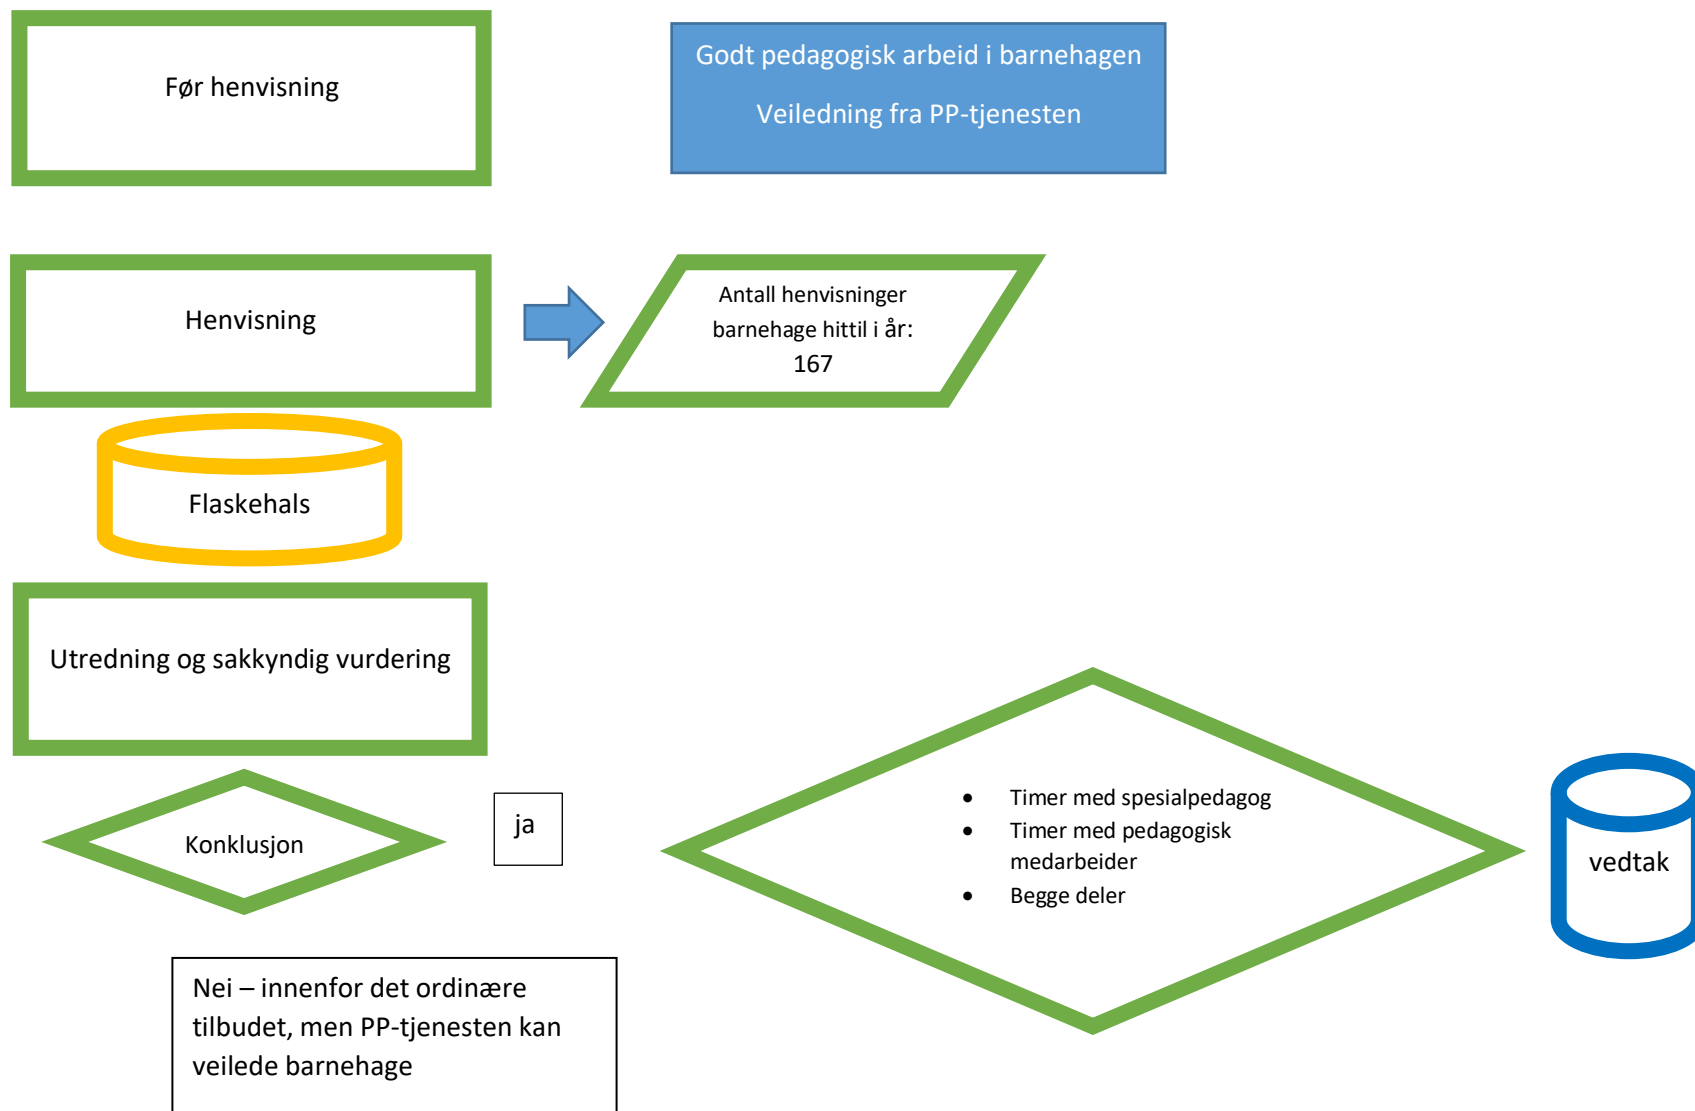 Før henvisning
Godt pedagogisk arbeid i barnehagen
Veiledning fra PP-tjenesten
Henvisning
Antall henvisninger
barnehage hittil i år:
167
Flaskehals
Utredning og sakkyndig vurdering
Konklusjon
ja
• Timer med spesialpedagog
• Timer med pedagogisk
medarbeider
• Begge deler
vedtak
Nei – innenfor det ordinære
tilbudet, men PP-tjenesten kan
veilede barnehage